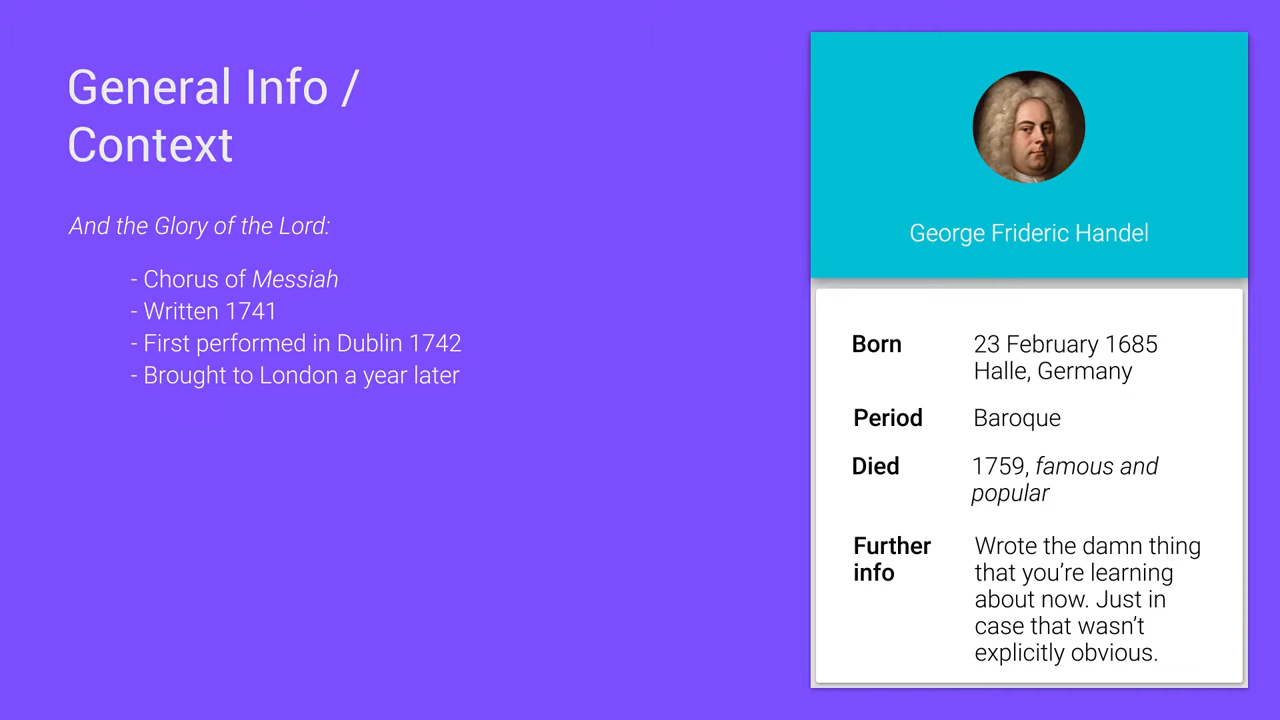 General Info /
Context
And the Glory of the Lord:
- Chorus of Messiah
- Written 1741
- First performed in Dublin 1742
- Brought to London a year later
George Frideric Handel
Born 23 February 1685
Halle, Germany
Period Baroque
Died 1759, famous and
popular
Further Wrote the damn thing
info that you’re learning
about now. Just in
case that wasn’t
explicitly obvious.